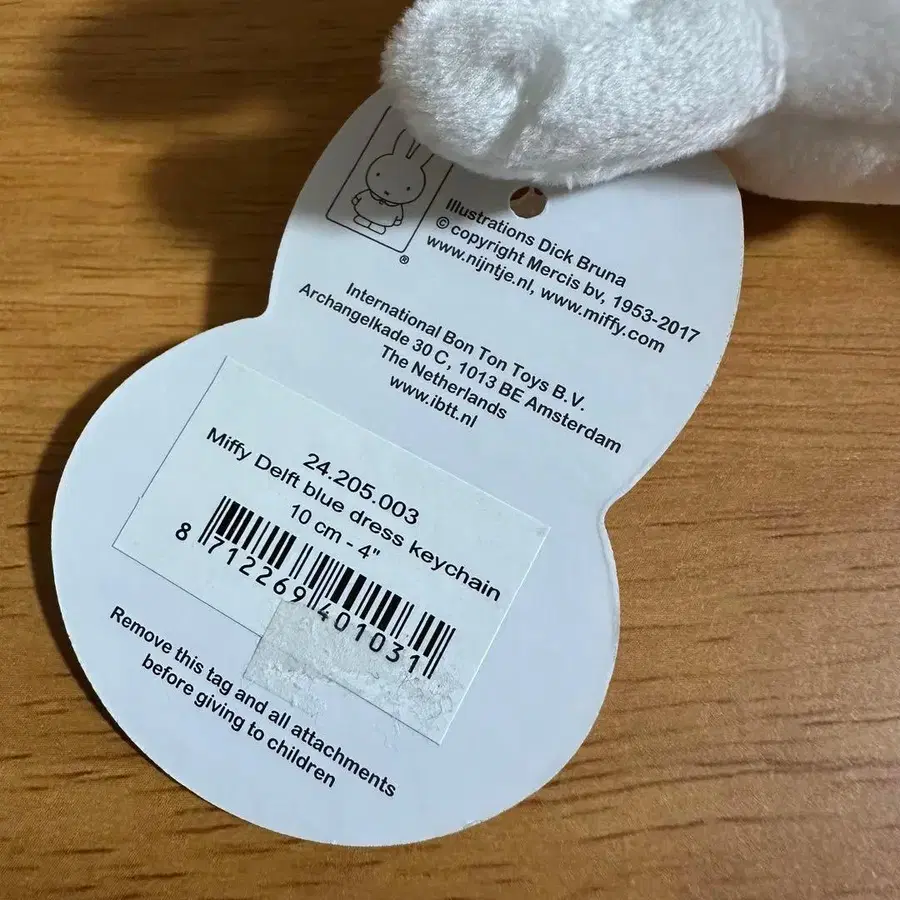 ®
Illustrations Dick Bruna
© copyright Mercis bv, 1953-2017
www.nijntje.nl, www.miffy.com
International Bon Ton Toys B.V.
Archangelkade 30 C, 1013 BE Amsterdam
The Netherlands
www.ibtt.nl
24.205.003
Miffy Delft blue dress keychain
10 cm - 4"
8 712269 401031
Remove this tag and all attachments
before giving to children